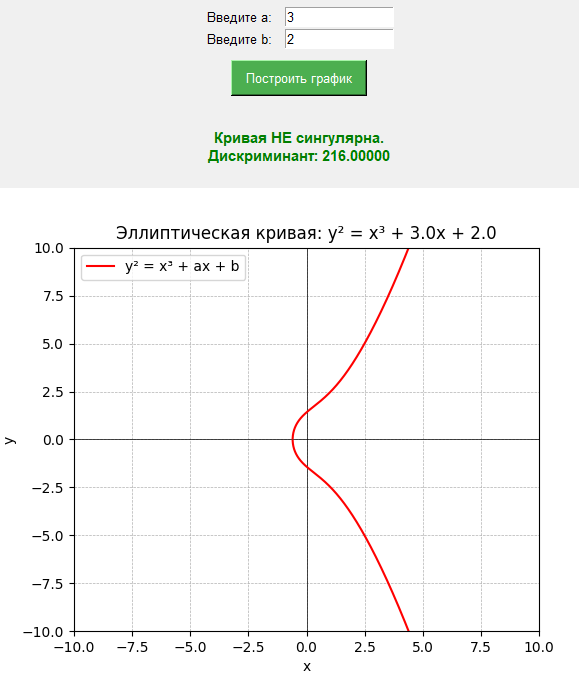 Введите a: 3
Введите b: 2
Построить график
Кривая НЕ сингулярна.
Дискриминант: 216.00000
Эллиптическая кривая: y² = x³ + 3.0x + 2.0
y² = x³ + ax + b
10.0
7.5
5.0
2.5
0.0
−2.5
−5.0
−7.5
−10.0
y
−10.0 −7.5 −5.0 −2.5 0.0 2.5 5.0 7.5 10.0
x